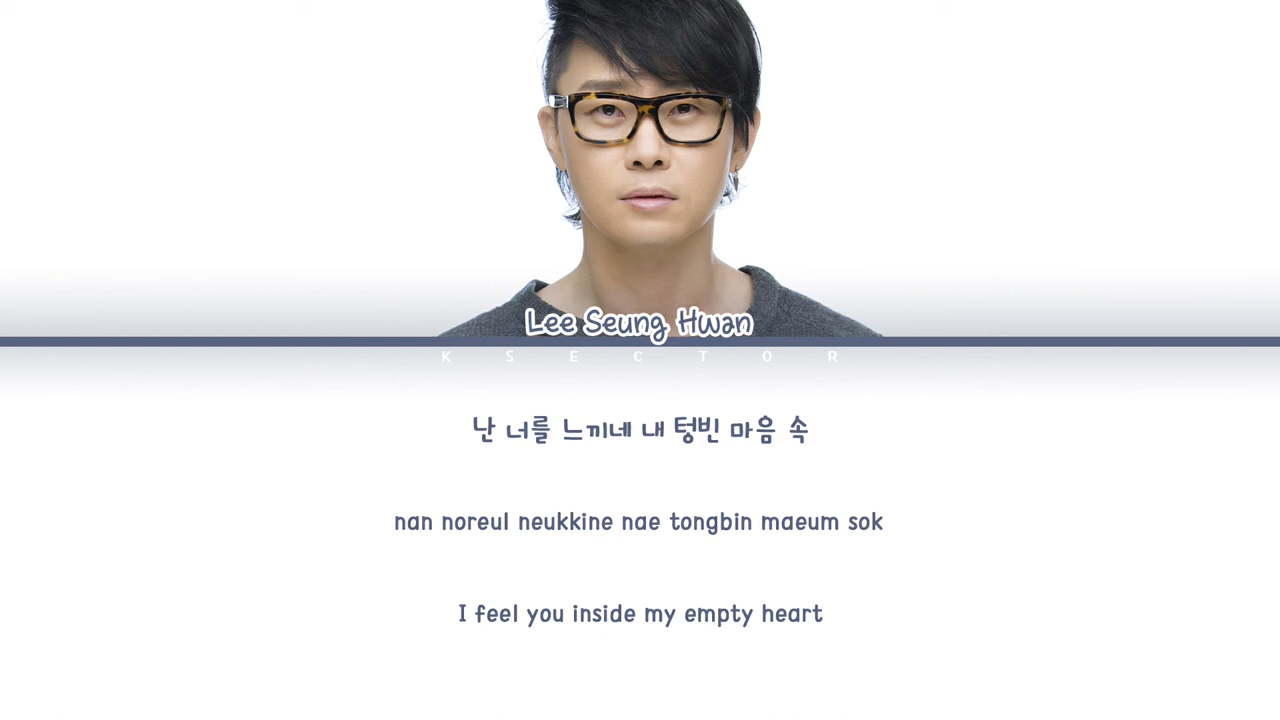 Lee Seung Hwan
K SECTOR
난 너를 느끼네 내 텅빈 마음 속
nan noreul neukkine nae tongbin maeum sok
I feel you inside my empty heart